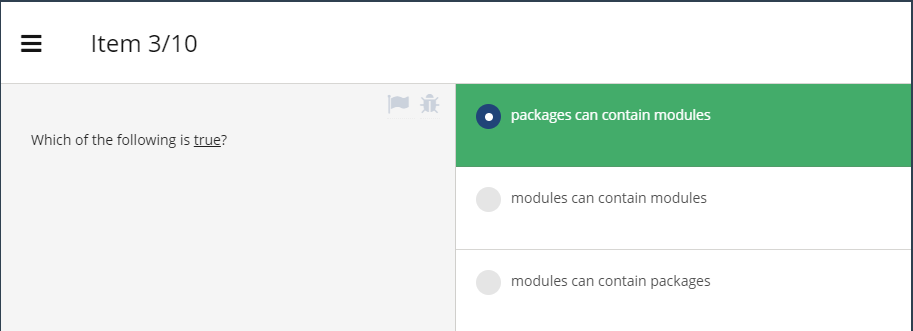 Item 3/10
Which of the following is true?
packages can contain modules
modules can contain modules
modules can contain packages